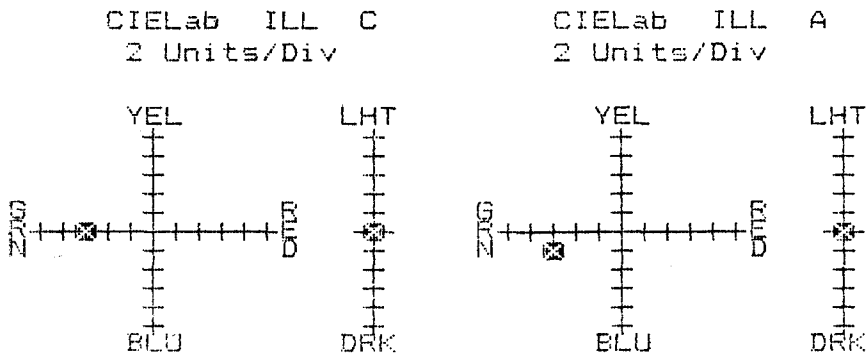 CIELab ILL C
2 Units/Div
YEL
LHT
GRN
RED
BLU
DRK
CIELab ILL A
2 Units/Div
YEL
LHT
GRN
RED
BLU
DRK